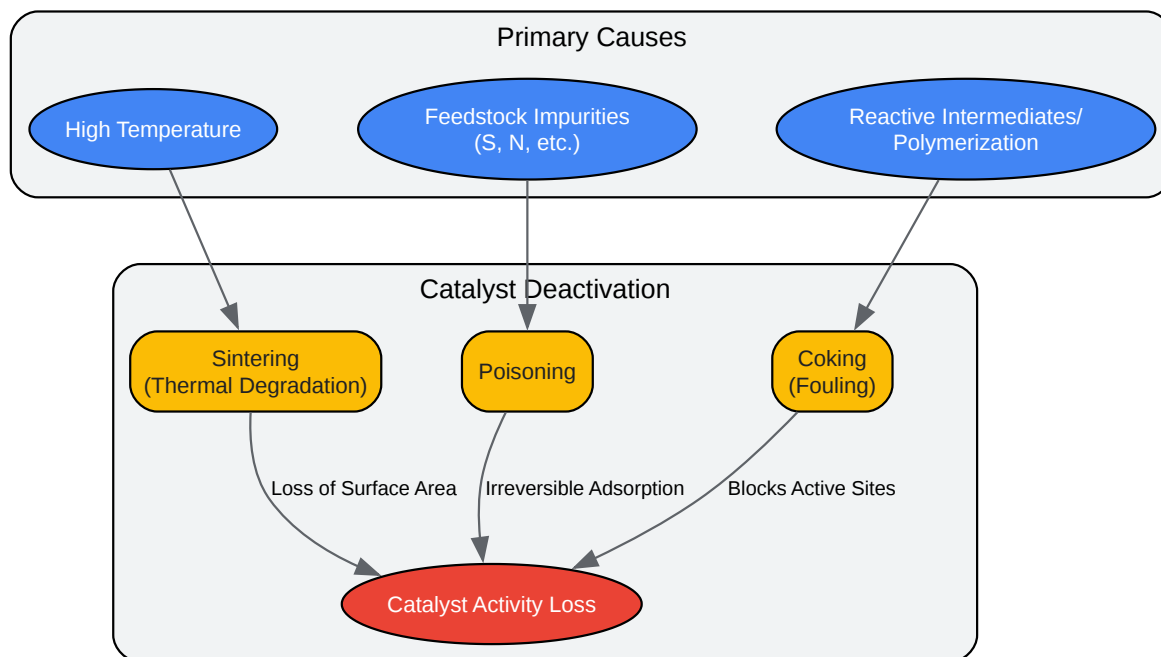 Primary Causes
High Temperature
Feedstock Impurities
(S, N, etc.)
Reactive Intermediates/
Polymerization
Catalyst Deactivation
Sintering
(Thermal Degradation)
Poisoning
Coking
(Fouling)
Loss of Surface Area
Irreversible Adsorption
Blocks Active Sites
Catalyst Activity Loss